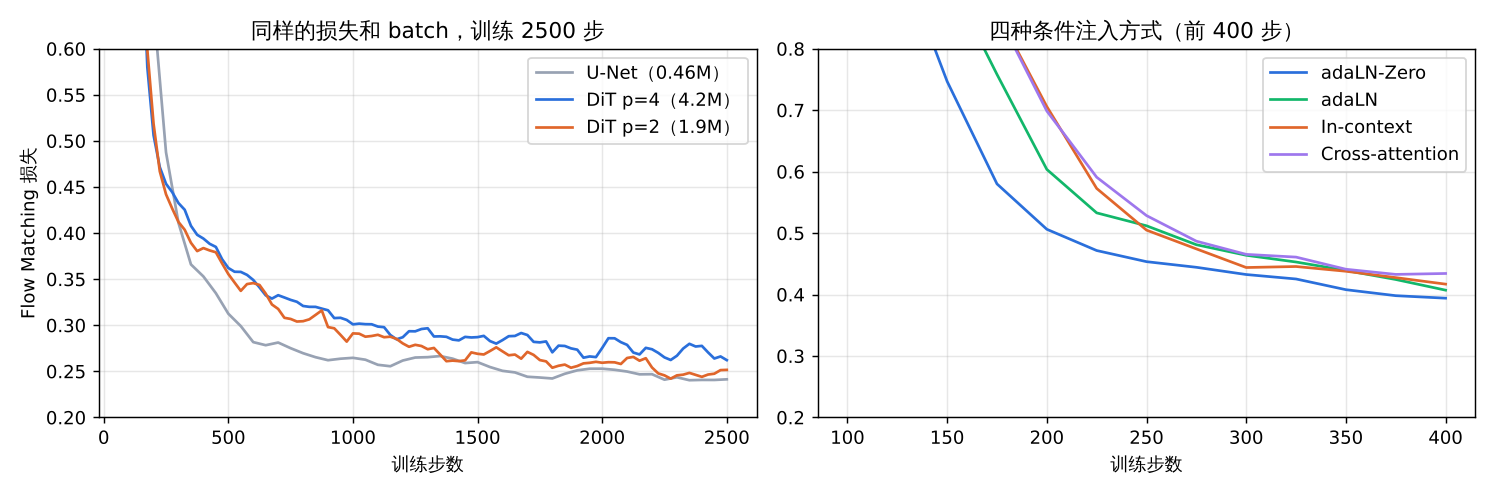 同样的损失和 batch，训练 2500 步
Flow Matching 损失
0.60
0.55
0.50
0.45
0.40
0.35
0.30
0.25
0.20
U-Net（0.46M）
DiT p=4（4.2M）
DiT p=2（1.9M）
0
500
1000
1500
2000
2500
训练步数
四种条件注入方式（前 400 步）
0.8
0.7
0.6
0.5
0.4
0.3
0.2
adaLN-Zero
adaLN
In-context
Cross-attention
100
150
200
250
300
350
400
训练步数